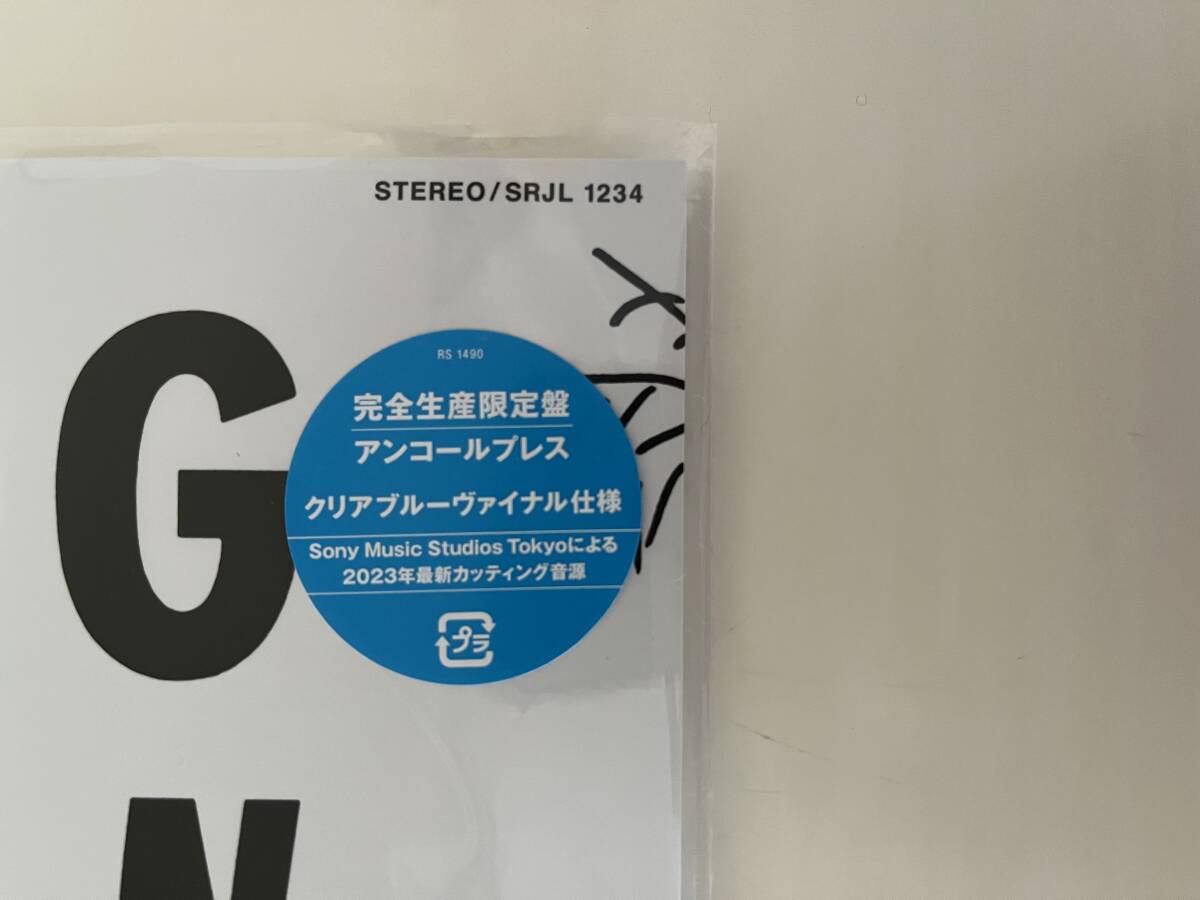 STEREO/SRJL 1234
G
RS 1490
完全生産限定盤
アンコールプレス
クリアブルーヴァイナル仕様
Sony Music Studios Tokyoによる
2023年最新カッティング音源
プラ
N